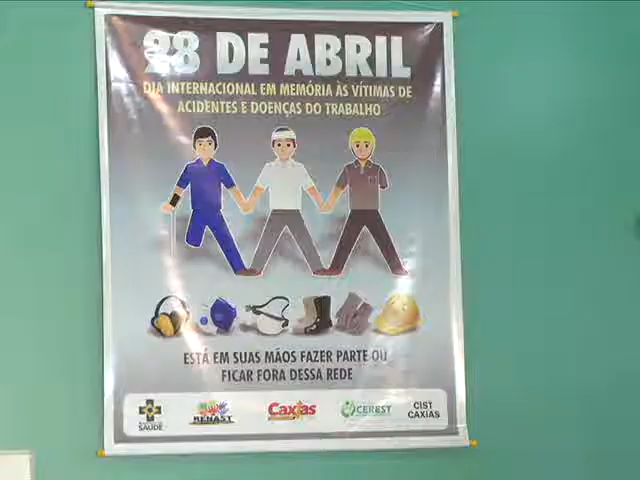 28 DE ABRIL
DIA INTERNACIONAL EM MEMÓRIA ÀS VÍTIMAS DE
ACIDENTES E DOENÇAS DO TRABALHO
ESTÁ EM SUAS MÃOS FAZER PARTE OU
FICAR FORA DESSA REDE
SAÚDE
RENAST
Caxias
CEREST
CIST
CAXIAS